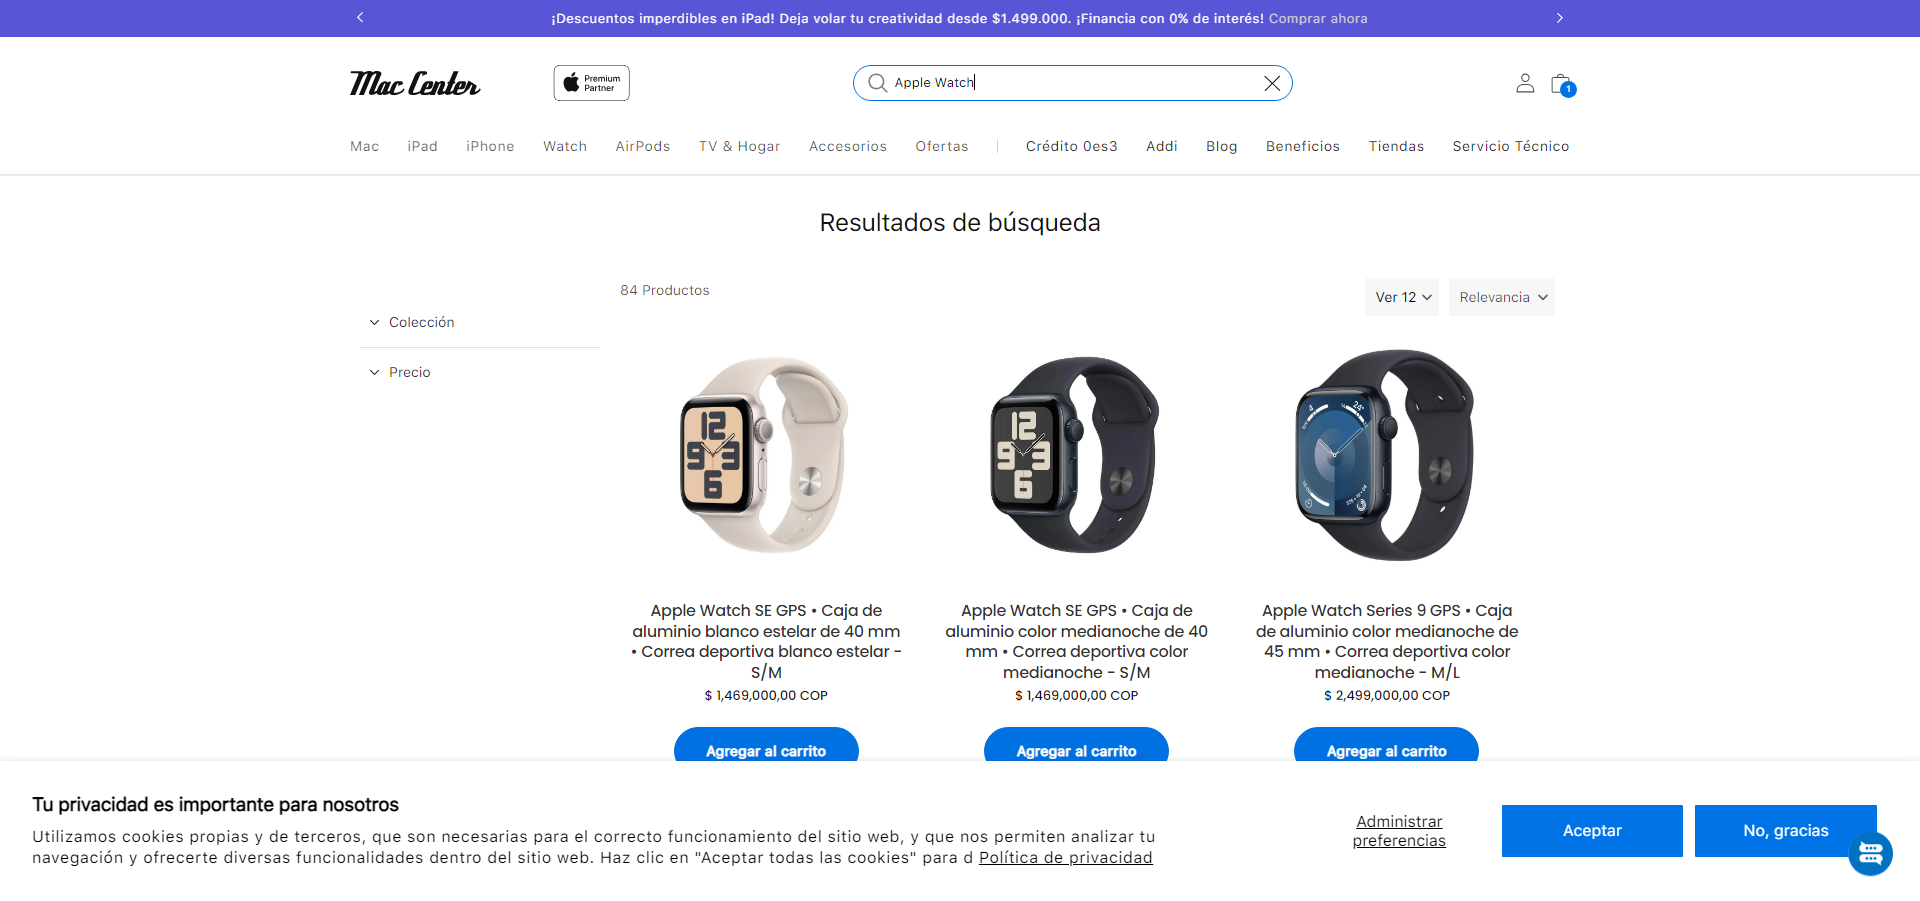 ¡Descuentos imperdibles en iPad! Deja volar tu creatividad desde $1.499.000. ¡Financia con 0% de interés! Comprar ahora
Mac Center
Premium
Partner
Apple Watch
1
Mac iPad iPhone Watch AirPods TV & Hogar Accesorios Ofertas Crédito 0es3 Addi Blog Beneficios Tiendas Servicio Técnico
Resultados de búsqueda
84 Productos
Ver 12
Relevancia
Colección
Precio
Apple Watch SE GPS • Caja de
aluminio blanco estelar de 40 mm
• Correa deportiva blanco estelar -
S/M
$ 1,469,000,00 COP
Agregar al carrito
Apple Watch SE GPS • Caja de
aluminio color medianoche de 40
mm • Correa deportiva color
medianoche - S/M
$ 1,469,000,00 COP
Agregar al carrito
Apple Watch Series 9 GPS • Caja
de aluminio color medianoche de
45 mm • Correa deportiva color
medianoche - M/L
$ 2,499,000,00 COP
Agregar al carrito
Tu privacidad es importante para nosotros
Utilizamos cookies propias y de terceros, que son necesarias para el correcto funcionamiento del sitio web, y que nos permiten analizar tu
navegación y ofrecerte diversas funcionalidades dentro del sitio web. Haz clic en "Aceptar todas las cookies" para d Política de privacidad
Administrar
preferencias
Aceptar
No, gracias